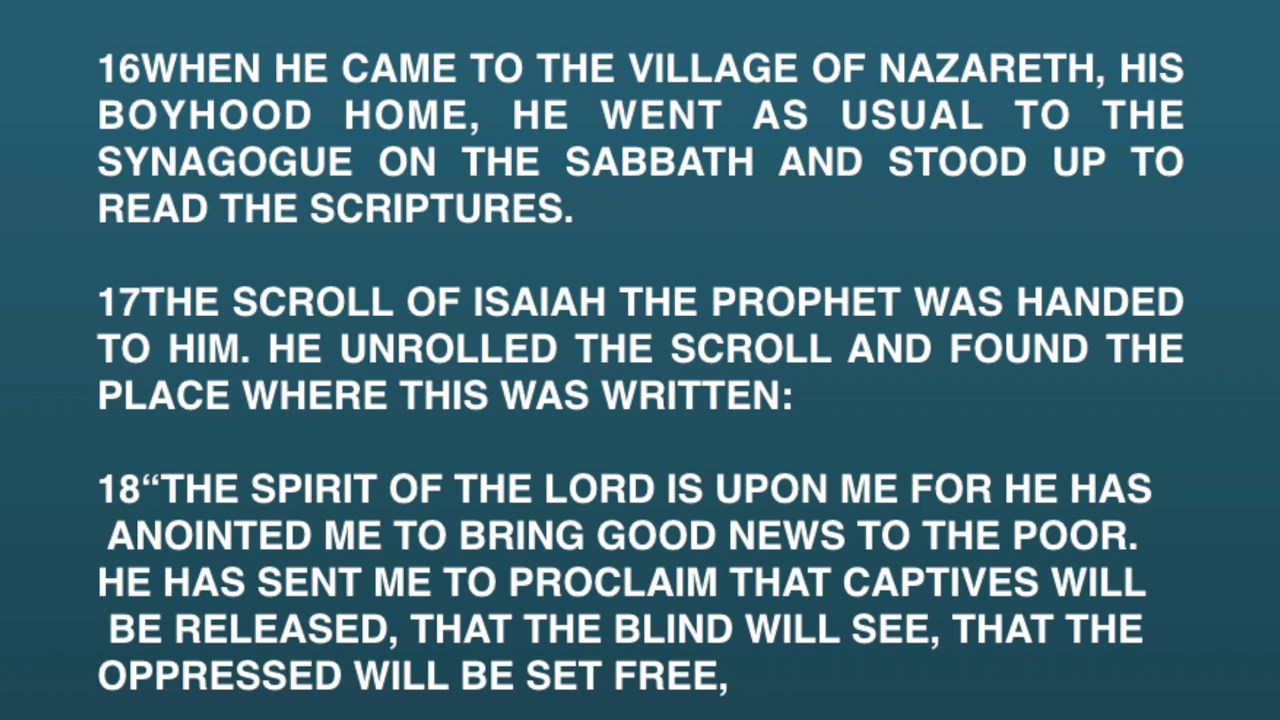 16WHEN HE CAME TO THE VILLAGE OF NAZARETH, HIS
BOYHOOD HOME, HE WENT AS USUAL TO THE
SYNAGOGUE ON THE SABBATH AND STOOD UP TO
READ THE SCRIPTURES.
17THE SCROLL OF ISAIAH THE PROPHET WAS HANDED
TO HIM. HE UNROLLED THE SCROLL AND FOUND THE
PLACE WHERE THIS WAS WRITTEN:
18“THE SPIRIT OF THE LORD IS UPON ME FOR HE HAS
ANOINTED ME TO BRING GOOD NEWS TO THE POOR.
HE HAS SENT ME TO PROCLAIM THAT CAPTIVES WILL
BE RELEASED, THAT THE BLIND WILL SEE, THAT THE
OPPRESSED WILL BE SET FREE,